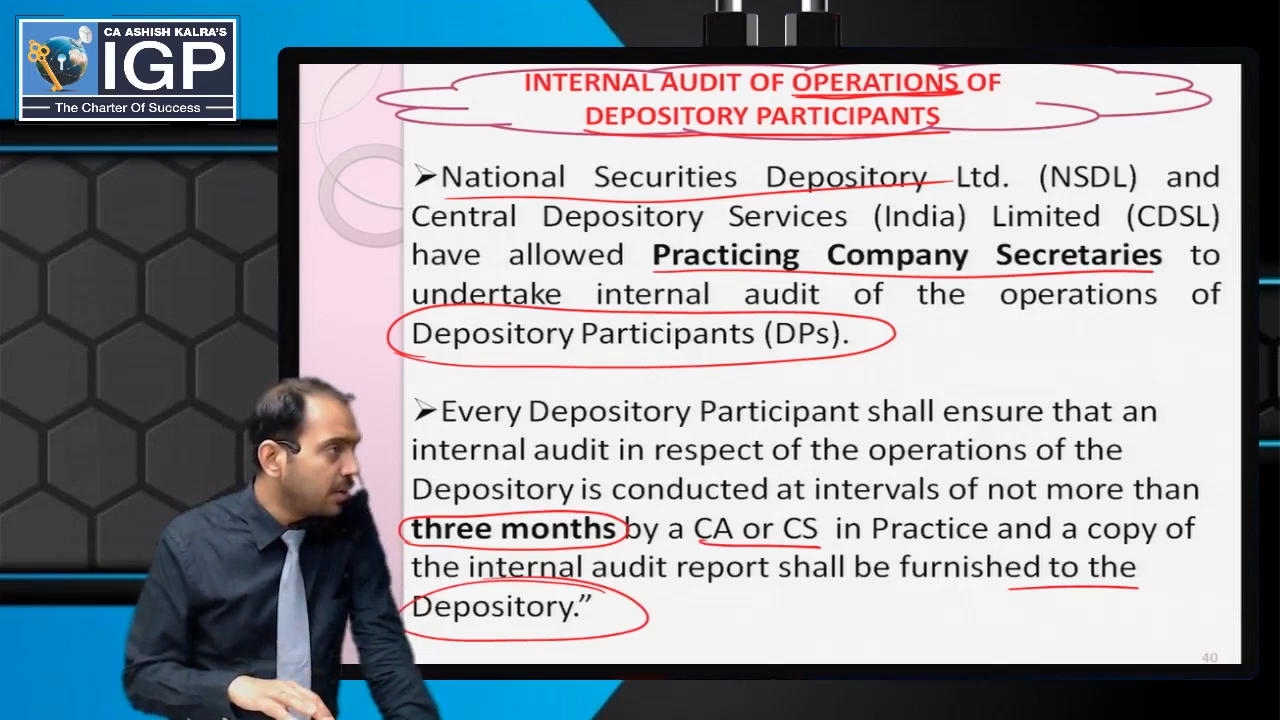 CA ASHISH KALRA'S
IGP
The Charter Of Success
INTERNAL AUDIT OF OPERATIONS OF
DEPOSITORY PARTICIPANTS
➢National Securities Depository Ltd. (NSDL) and
Central Depository Services (India) Limited (CDSL)
have allowed Practicing Company Secretaries to
undertake internal audit of the operations of
Depository Participants (DPs).
➢Every Depository Participant shall ensure that an
internal audit in respect of the operations of the
Depository is conducted at intervals of not more than
three months by a CA or CS in Practice and a copy of
the internal audit report shall be furnished to the
Depository.”
40